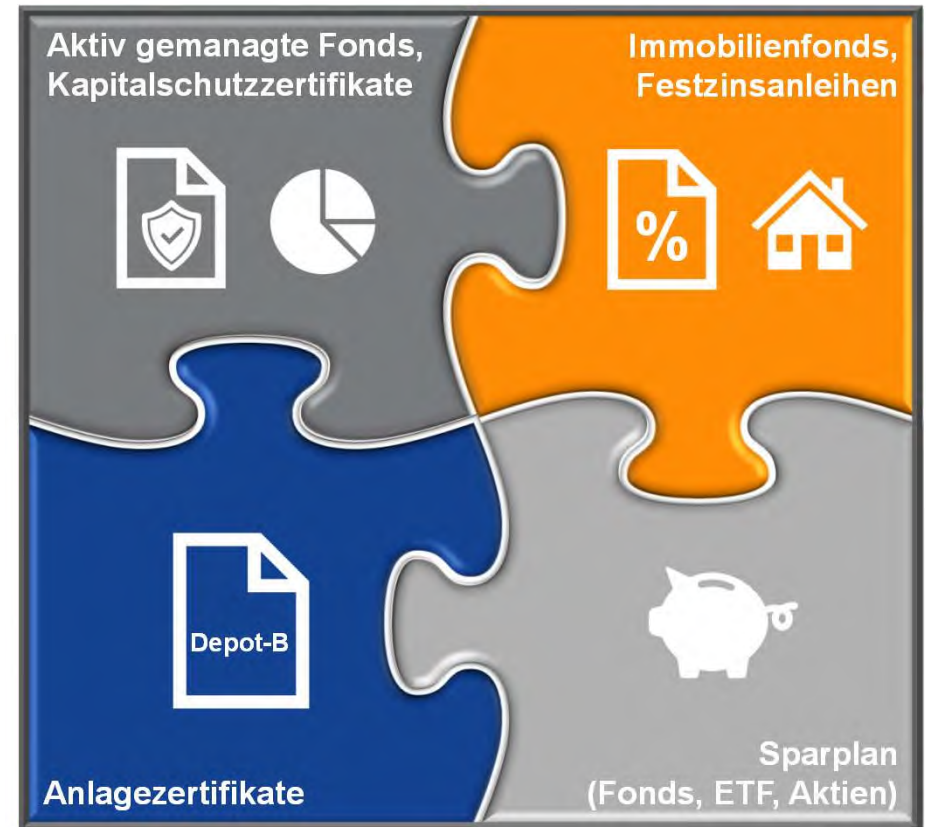 Aktiv gemanagte Fonds,
Kapitalschutzzertifikate
Immobilienfonds,
Festzinsanleihen
%
Depot-B
Anlagezertifikate
Sparplan
(Fonds, ETF, Aktien)